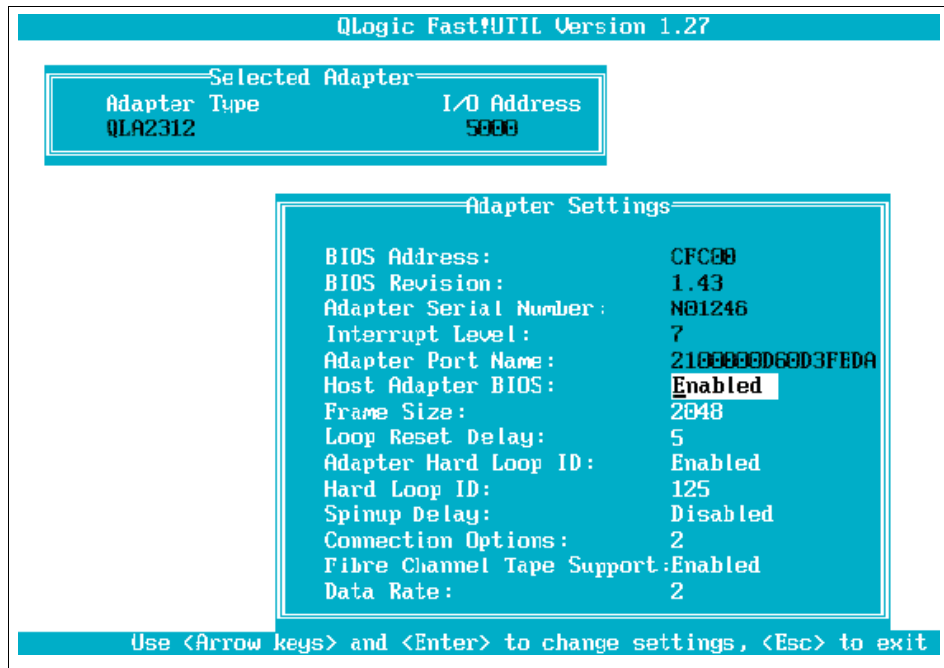 QLogic Fast!UTIL Version 1.27
Selected Adapter
Adapter Type I/O Address
QLA2312 5000
Adapter Settings
BIOS Address: CFC00
BIOS Revision: 1.43
Adapter Serial Number: N01246
Interrupt Level: 7
Adapter Port Name: 2100000D60D3FEDA
Host Adapter BIOS: Enabled
Frame Size: 2048
Loop Reset Delay: 5
Adapter Hard Loop ID: Enabled
Hard Loop ID: 125
Spinup Delay: Disabled
Connection Options: 2
Fibre Channel Tape Support:Enabled
Data Rate: 2
Use <Arrow keys> and <Enter> to change settings, <Esc> to exit